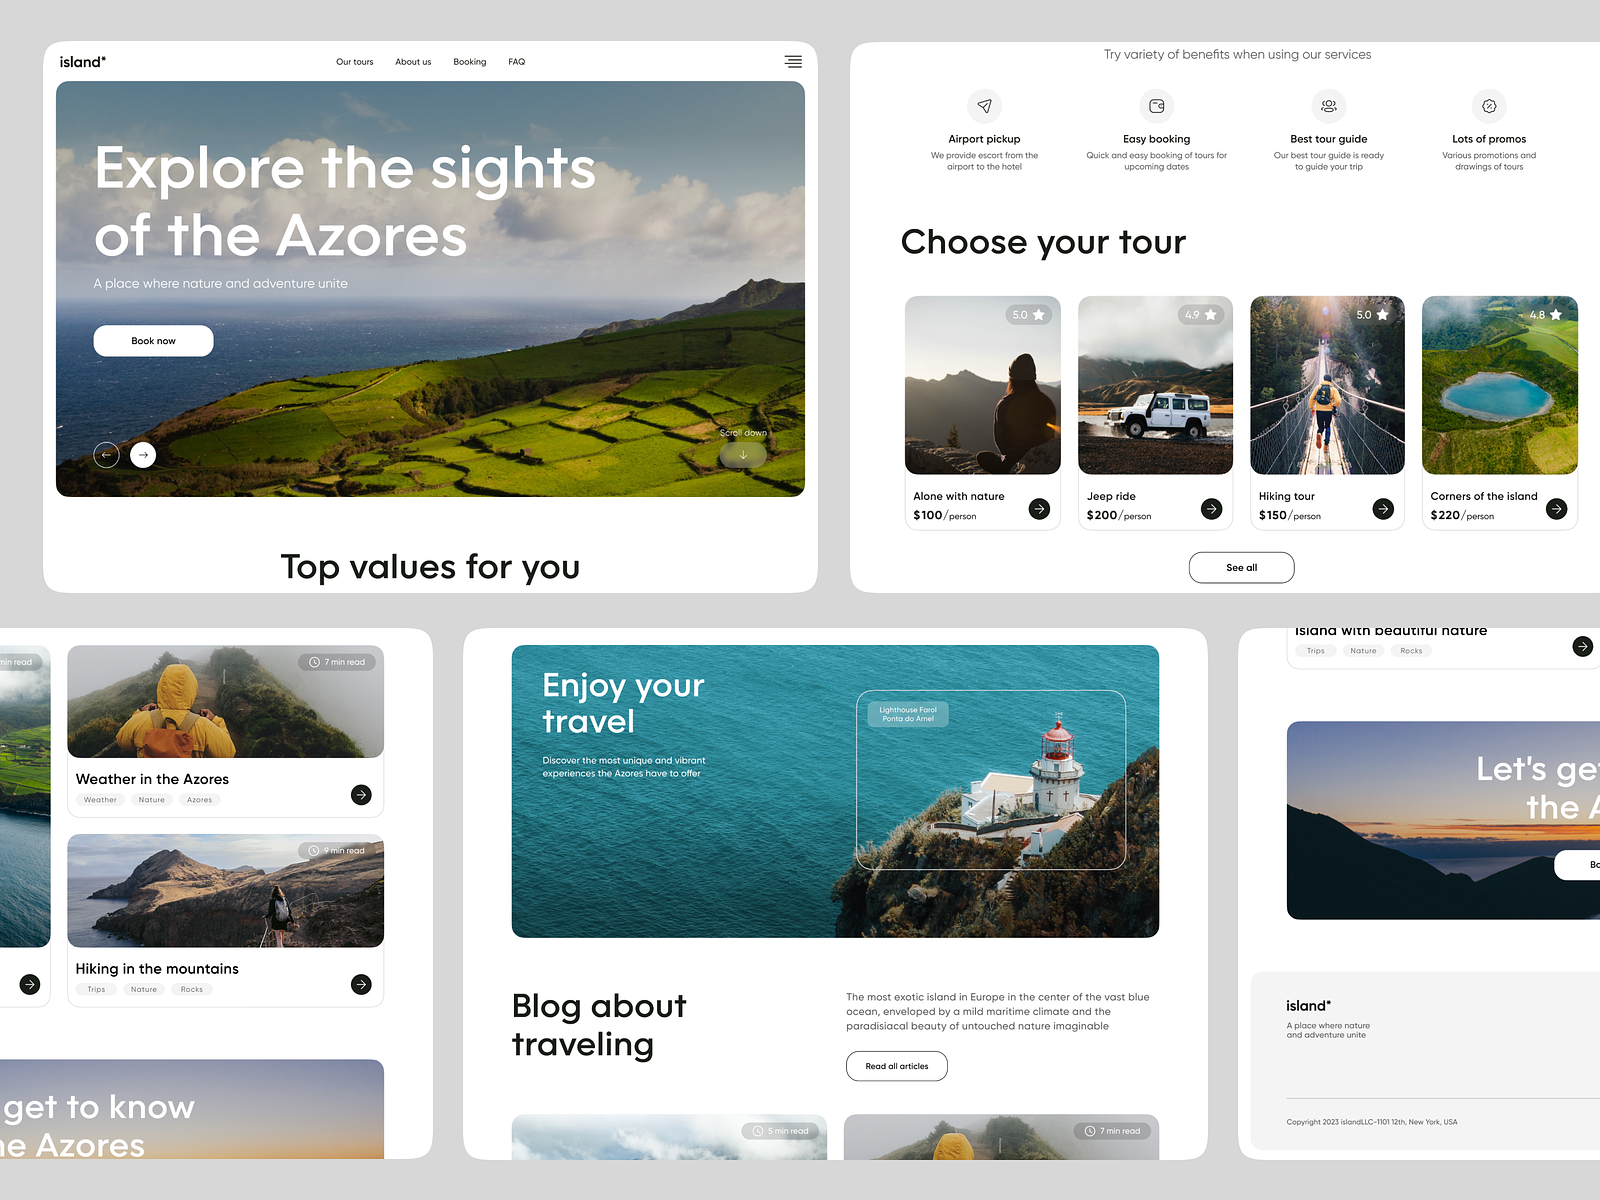 island*
Our tours
About us
Booking
FAQ
Explore the sights
of the Azores
A place where nature and adventure unite
Book now
Scroll down
Top values for you
Try variety of benefits when using our services
Airport pickup
We provide escort from the
airport to the hotel
Easy booking
Quick and easy booking of tours for
upcoming dates
Best tour guide
Our best tour guide is ready
to guide your trip
Lots of promos
Various promotions and
drawings of tours
Choose your tour
5.0
Alone with nature
$100/person
4.9
Jeep ride
$200/person
5.0
Hiking tour
$150/person
4.8
Corners of the island
$220/person
See all
min read
7 min read
Weather in the Azores
Weather
Nature
Azores
9 min read
Hiking in the mountains
Trips
Nature
Rocks
get to know
he Azores
Enjoy your
travel
Discover the most unique and vibrant
experiences the Azores have to offer
Lighthouse Farol
Ponta do Arnel
Blog about
traveling
The most exotic island in Europe in the center of the vast blue
ocean, enveloped by a mild maritime climate and the
paradisiacal beauty of untouched nature imaginable
Read all articles
5 min read
7 min read
Island with beautiful nature
Trips
Nature
Rocks
Let's ge
the A
Bo
island*
A place where nature
and adventure unite
Copyright 2023 islandLLC-1101 12th, New York, USA